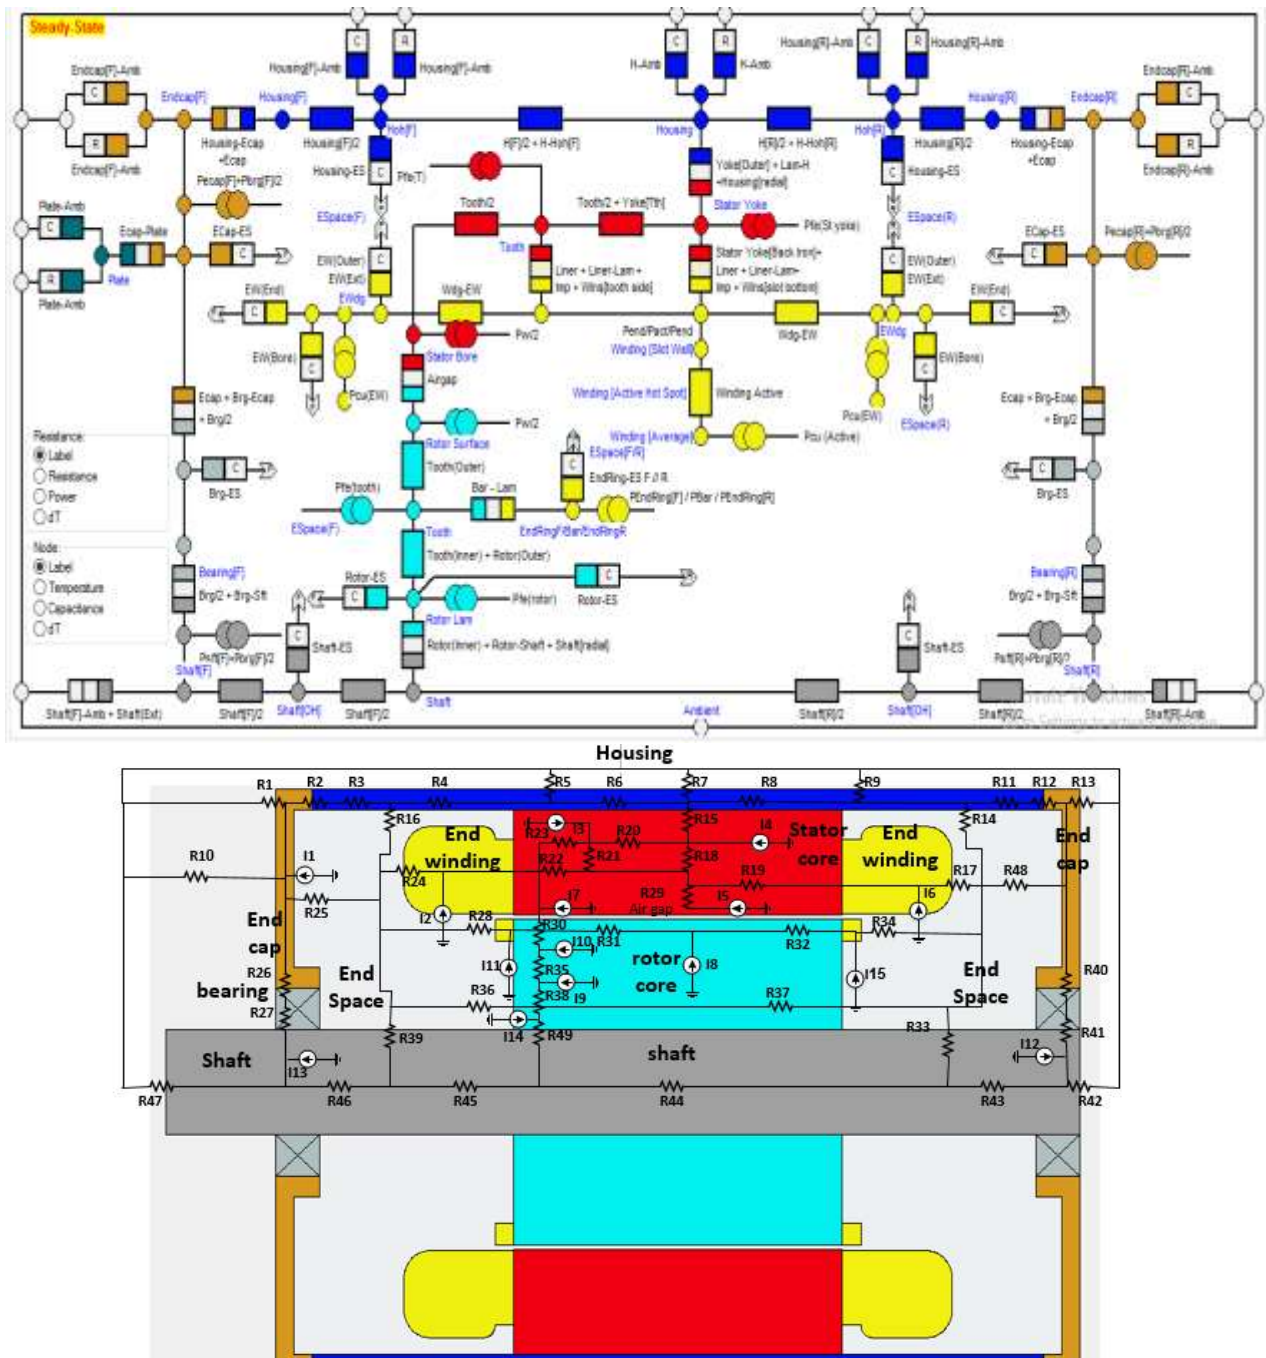 Steady-State
Housing[F]-Amb
Housing[F]-Amb
H-Amb
H-Amb
Housing[R]-Amb
Housing[R]-Amb
Endcap[F]-Amb
Endcap[F]
Housing[F]
Endcap[F]-Amb
Housing-Ecap
+Ecap
Housing[F]/2
Hoh[F]
H[F]/2 + H-Hoh[F]
Housing
H[R]/2 + H-Hoh[R]
Hoh[R]
Housing[R]/2
Housing[R]
Housing-Ecap
+Ecap
Endcap[R]
Endcap[R]-Amb
Endcap[R]-Amb
Housing-ES
Pfe(T)
Yoke[Outer] + Lam-H
+Housing[radial]
Housing-ES
Pecap[F]+Pbrg[F]/2
ESpace(F)
Tooth/2
Tooth/2 + Yoke[Tth]
Stator Yoke
Pfe(St yoke)
ESpace(R)
Pecap[R]+Pbrg[R]/2
Plate-Amb
Ecap-Plate
ECap-ES
Tooth
ECap-ES
Plate
Plate-Amb
EW(Outer)
EW(Ext)
Liner + Liner-Lam +
Imp + Wins[tooth side]
Stator Yoke[Back Iron]+
Liner + Liner-Lam+
Imp + Wins[slot bottom]
EW(Outer)
EW(Ext)
EW(End)
EWdg
Wdg-EW
Wdg-EW
EWdg
EW(End)
EW(Bore)
Pcu(EW)
Stator Bore
Pw/2
Pend/Pact/Pend
Winding [Slot Wall]
EW(Bore)
Airgap
Winding [Active Hot Spot]
Winding Active
Pcu(EW)
ESpace(R)
Ecap + Brg-Ecap
+ Brg/2
Ecap + Brg-Ecap
+ Brg/2
Rotor Surface
Pw/2
Winding [Average]
Pcu (Active)
Resistance:
Label
Resistance
Power
dT
Tooth(Outer)
ESpace[F/R]
EndRing-ES F // R
Brg-ES
Brg-ES
Pfe(tooth)
Bar - Lam
PEndRing[F] / PBar / PEndRing[R]
ESpace(F)
Tooth
EndRingF/Bar/EndRingR
Node:
Label
Temperature
Capacitance
dT
Tooth(Inner) + Rotor(Outer)
Bearing[F]
Brg/2 + Brg-Sft
Rotor-ES
Rotor-ES
Pfe(rotor)
Bearing[R]
Brg/2 + Brg-Sft
Rotor Lam
Rotor(Inner) + Rotor-Shaft + Shaft[radial]
Psft[F]+Pbrg[F]/2
Shaft-ES
Shaft-ES
Psft[R]+Pbrg[R]/2
Shaft[F]
Shaft[R]
Shaft[F]-Amb + Shaft(Ext)
Shaft[F]/2
Shaft[OH]
Shaft[F]/2
Shaft
Ambient
Shaft[R]/2
Shaft[OH]
Shaft[R]/2
Shaft[R]-Amb
Housing
R1 R2 R3 R4 R5 R6 R7 R8 R9 R11 R12 R13
R16 R23 I3 R20 R15 I4 Stator core R14
End winding
End winding
End cap
R10 I1 R24 R22 R21 R18 R19 R17 R48
R25 I2 I7 R29 Air gap I5 I6
End cap
R28 R30 R31 R32 R34
I10
I11 R35 rotor core I8 I15
R26 bearing End Space R36 R38 I9 R37 End Space R40
R27 I14 R49 R33 R41
R39
Shaft I13 shaft I12
R47 R46 R45 R44 R43 R42